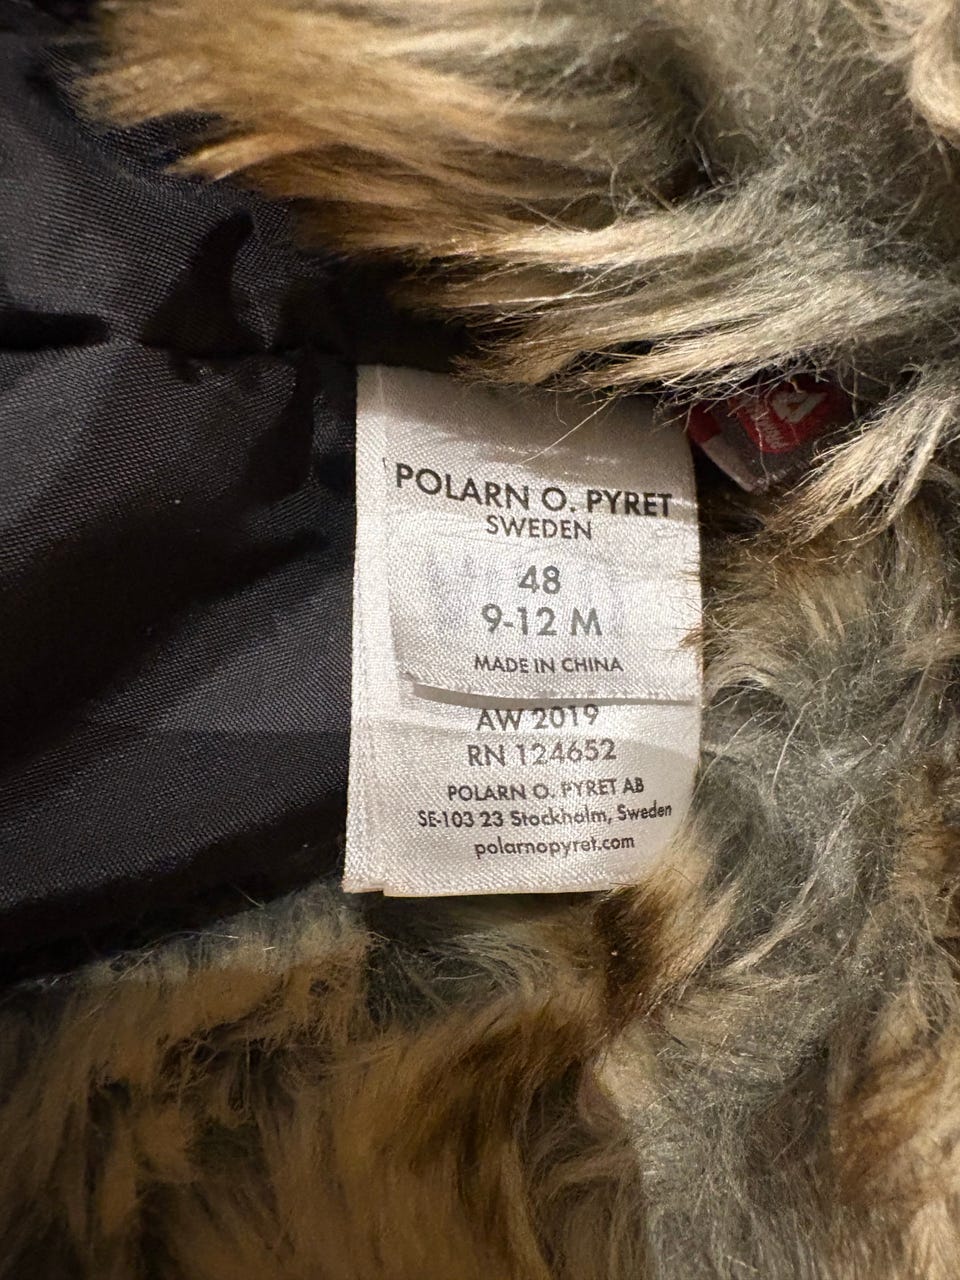 POLARN O. PYRET
SWEDEN
48
9-12 M
MADE IN CHINA
AW 2019
RN 124652
POLARN O. PYRET AB
SE-103 23 Stockholm, Sweden
polarnopyret.com